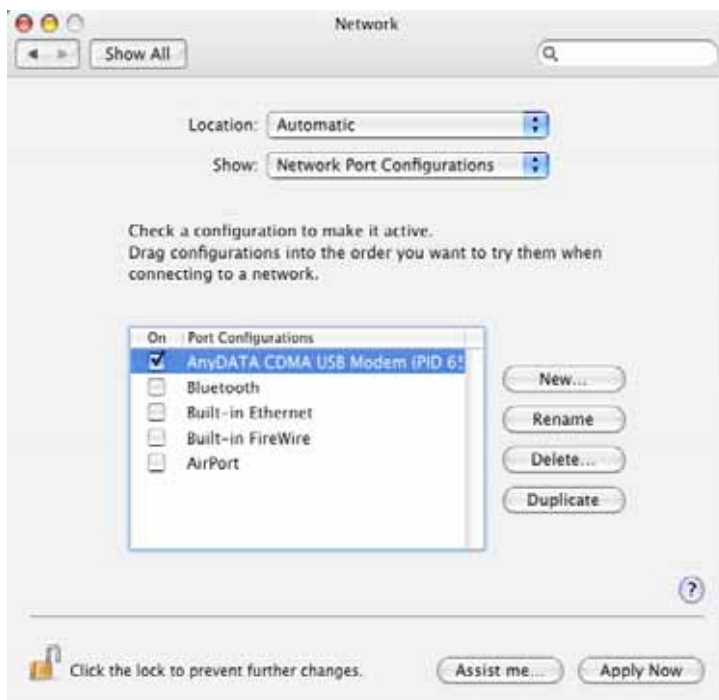 Network
Show All
Location: Automatic
Show: Network Port Configurations
Check a configuration to make it active.
Drag configurations into the order you want to try them when
connecting to a network.
On Port Configurations
AnyDATA CDMA USB Modem (PID 65
Bluetooth
Built-in Ethernet
Built-in FireWire
AirPort
New...
Rename
Delete...
Duplicate
?
Click the lock to prevent further changes.
Assist me...
Apply Now